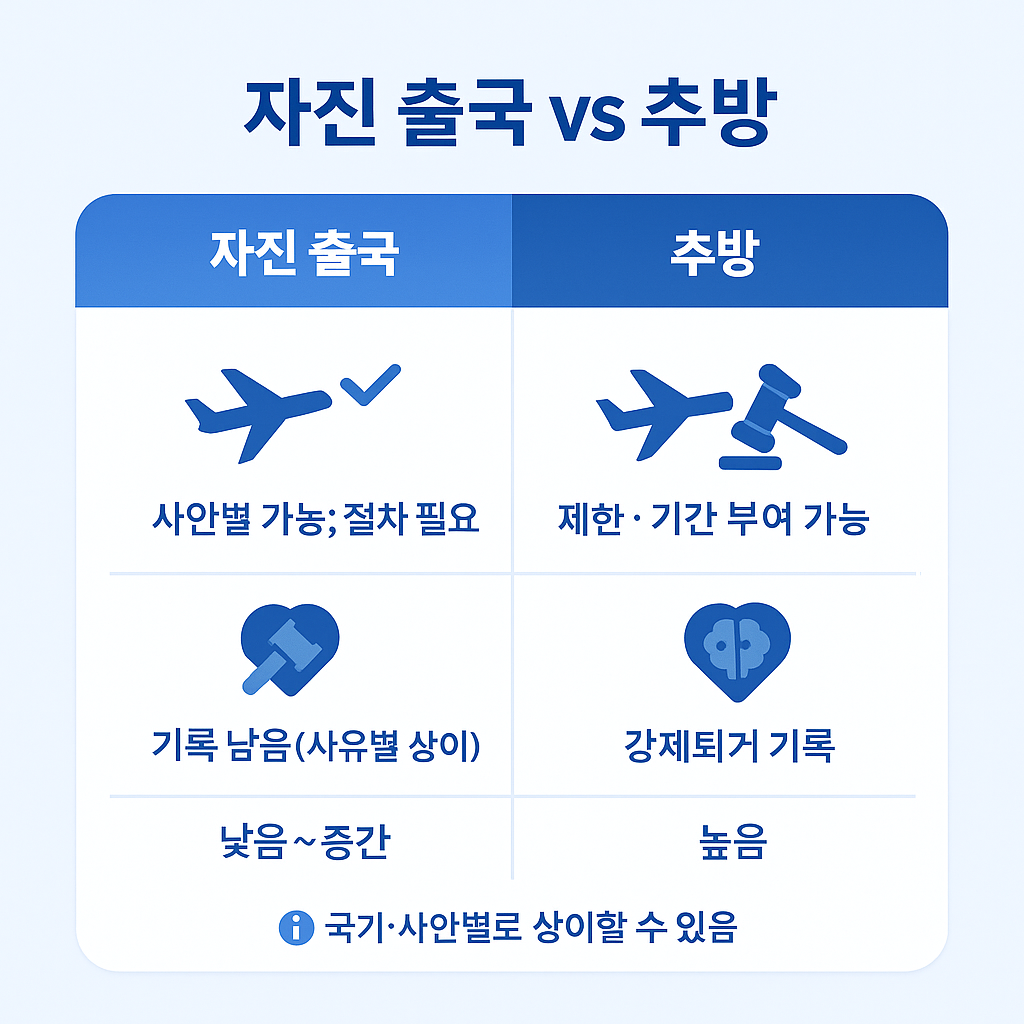 자진 출국 vs 추방
자진 출국
추방
사안별 가농; 절차 필요
제한 · 기간 부여 가능
기록 남음(사유별 상이)
강제퇴거 기록
낮음~증간
높음
국기·사안별로 상이할 수 있음